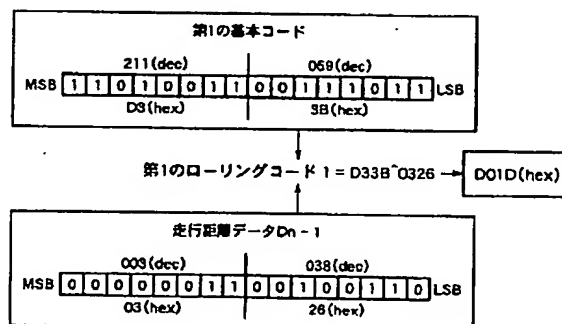 第1の基本コード
211(dec) 059(dec)
MSB 1 1 0 1 0 0 1 1 0 0 1 1 1 0 1 1 LSB
D3(hex) 3B(hex)
第1のローリングコード 1 = D33B^0326 → D01D(hex)
走行距離データDn - 1
003(dec) 038(dec)
MSB 0 0 0 0 0 0 1 1 0 0 1 0 0 1 1 0 LSB
03(hex) 26(hex)